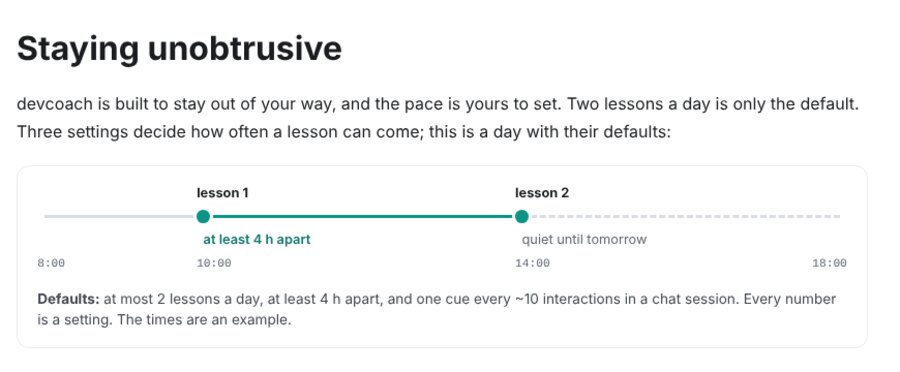 Staying unobtrusive
devcoach is built to stay out of your way, and the pace is yours to set. Two lessons a day is only the default.
Three settings decide how often a lesson can come; this is a day with their defaults:
lesson 1 lesson 2
at least 4 h apart quiet until tomorrow
8:00 10:00 14:00 18:00
Defaults: at most 2 lessons a day, at least 4 h apart, and one cue every ~10 interactions in a chat session. Every number
is a setting. The times are an example.